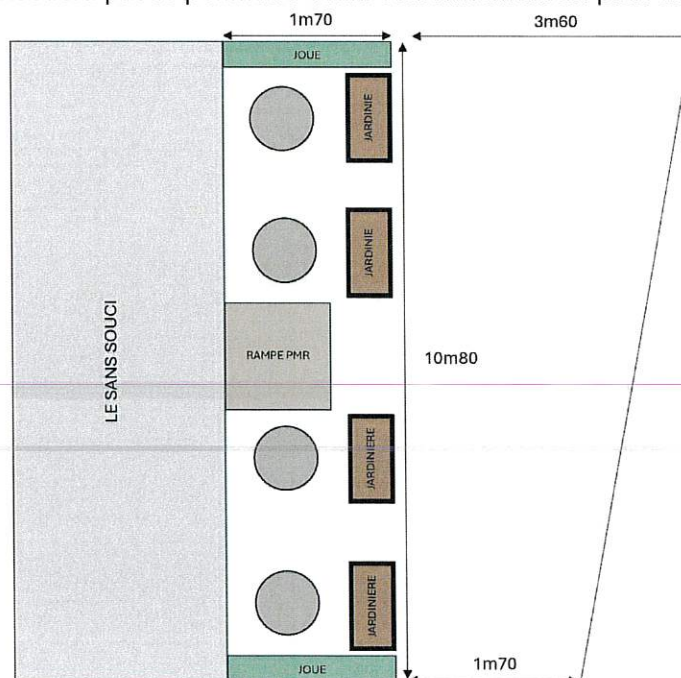 1m70
3m60
JOUE
JARDINIE
JARDINIE
LE SANS SOUCI
RAMPE PMR
10m80
JARDINIERE
JARDINIERE
JOUE
1m70